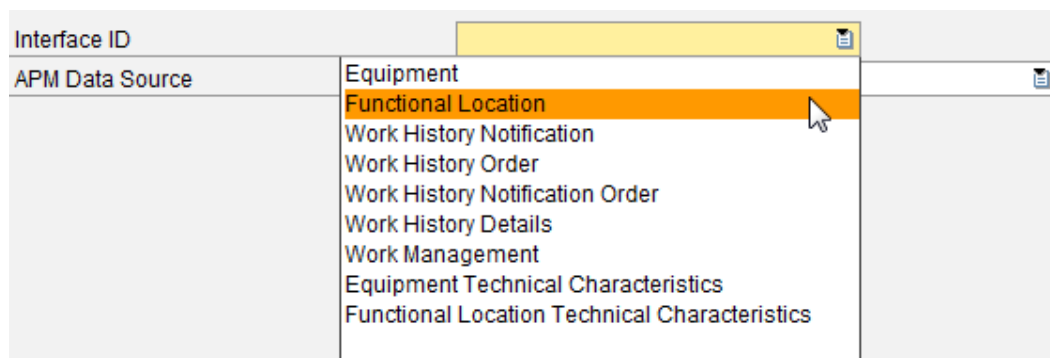 Interface ID
APM Data Source
Equipment
Functional Location
Work History Notification
Work History Order
Work History Notification Order
Work History Details
Work Management
Equipment Technical Characteristics
Functional Location Technical Characteristics